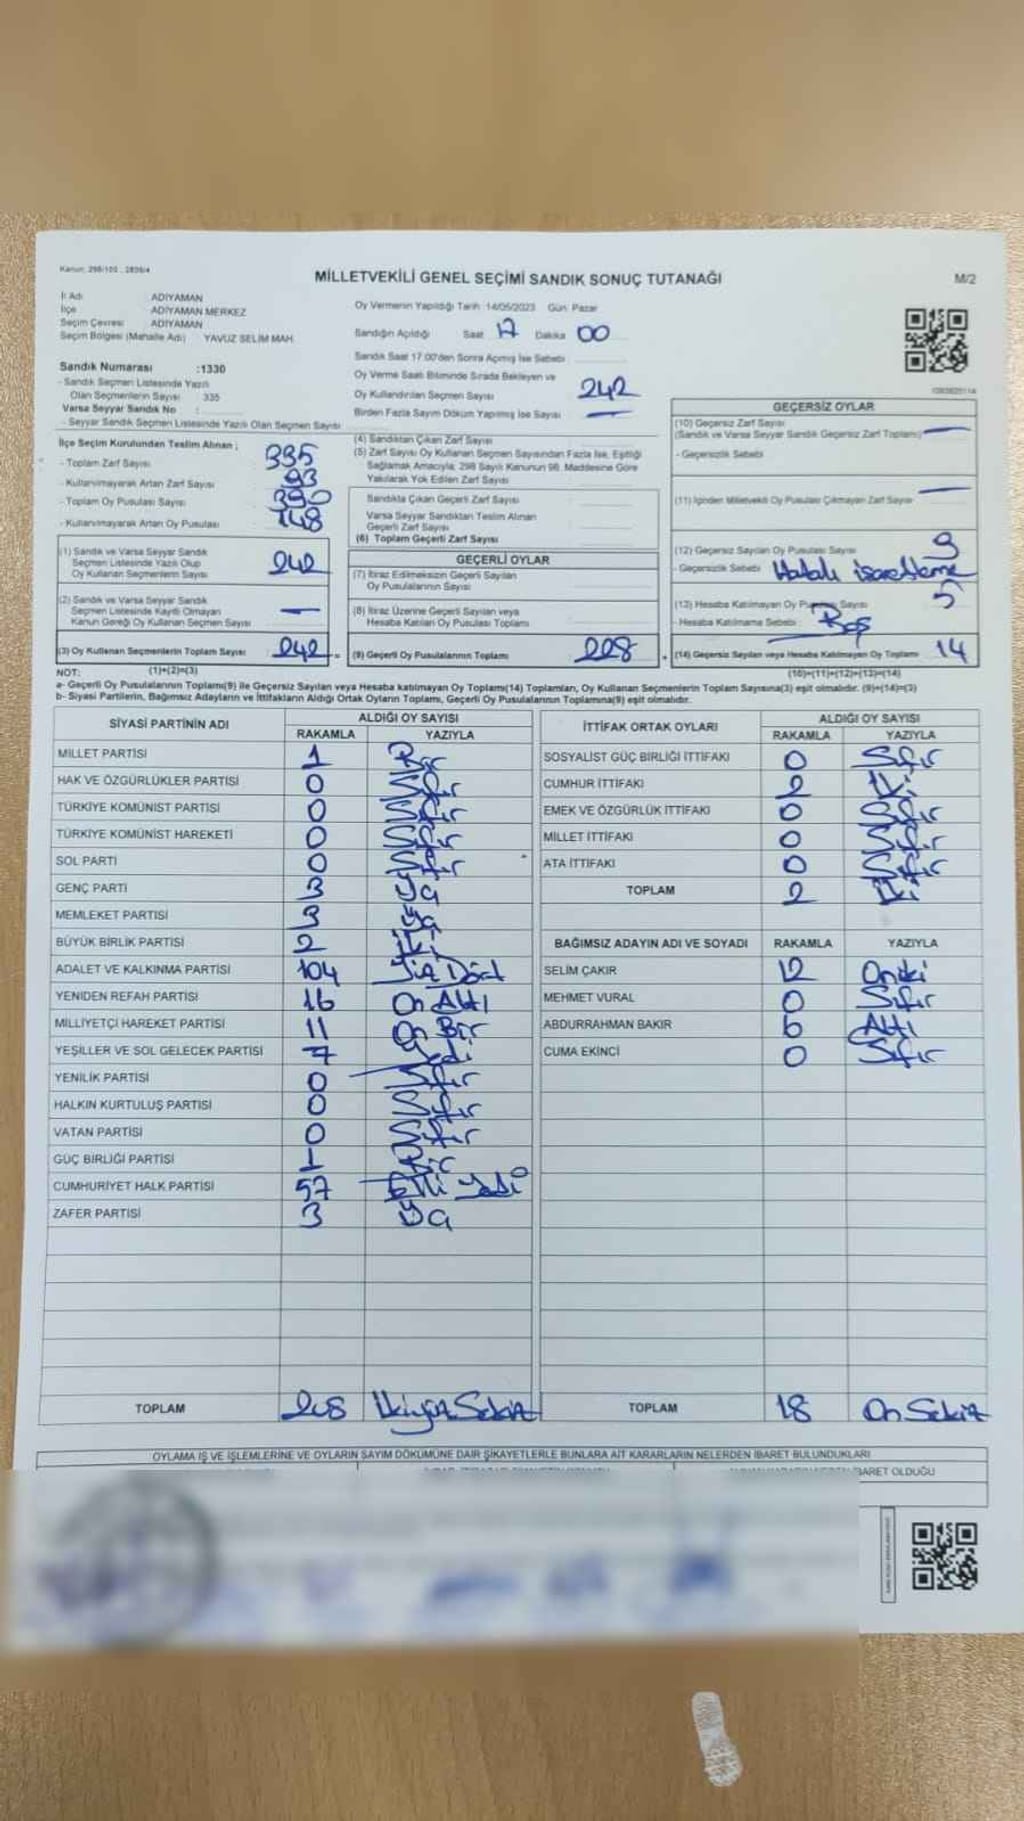 Kanun: 298/105 , 2839/4
MİLLETVEKİLİ GENEL SEÇİMİ SANDIK SONUÇ TUTANAĞI
M/2
İl Adı ADIYAMAN
İlçe ADIYAMAN MERKEZ
Seçim Çevresi ADIYAMAN
Seçim Bölgesi (Mahalle Adı) YAVUZ SELİM MAH.
Oy Vermenin Yapıldığı Tarih :14/05/2023 Gün: Pazar
Sandığın Açıldığı Saat 17 Dakika 00
Sandık Saat 17:00'den Sonra Açılmış İse Sebebi
Oy Verme Saati Bitiminde Sırada Bekleyen ve
Oy Kullandırılan Seçmen Sayısı 242
Birden Fazla Sayım Döküm Yapılmış İse Sayısı —
Sandık Numarası :1330
- Sandık Seçmen Listesinde Yazılı
Olan Seçmenlerin Sayısı 335
Varsa Seyyar Sandık No :
- Seyyar Sandık Seçmen Listesinde Yazılı Olan Seçmen Sayısı
İlçe Seçim Kurulundan Teslim Alınan ;
- Toplam Zarf Sayısı 335
- Kullanılmayarak Artan Zarf Sayısı 93
- Toplam Oy Pusulası Sayısı 390
- Kullanılmayarak Artan Oy Pusulası 148
(1) Sandık ve Varsa Seyyar Sandık
Seçmen Listesinde Yazılı Olup
Oy Kullanan Seçmenlerin Sayısı 242
(2) Sandık ve Varsa Seyyar Sandık
Seçmen Listesinde Kayıtlı Olmayan
Kanun Gereği Oy Kullanan Seçmen Sayısı —
(3) Oy Kullanan Seçmenlerin Toplam Sayısı 242 =
(4) Sandıktan Çıkan Zarf Sayısı
(5) Zarf Sayısı Oy Kullanan Seçmen Sayısından Fazla İse, Eşitliği
Sağlamak Amacıyla; 298 Sayılı Kanunun 98. Maddesine Göre
Yakılarak Yok Edilen Zarf Sayısı
Sandıkta Çıkan Geçerli Zarf Sayısı
Varsa Seyyar Sandıktan Teslim Alınan
Geçerli Zarf Sayısı
(6) Toplam Geçerli Zarf Sayısı
GEÇERLİ OYLAR
(7) İtiraz Edilmeksizin Geçerli Sayılan
Oy Pusulalarının Sayısı
(8) İtiraz Üzerine Geçerli Sayılan veya
Hesaba Katılan Oy Pusulası Toplamı
(9) Geçerli Oy Pusulalarının Toplamı 228 +
GEÇERSİZ OYLAR
(10) Geçersiz Zarf Sayısı
(Sandık ve Varsa Seyyar Sandık Geçersiz Zarf Toplamı) —
- Geçersizlik Sebebi
(11) İçinden Milletvekili Oy Pusulası Çıkmayan Zarf Sayısı —
(12) Geçersiz Sayılan Oy Pusulası Sayısı 9
- Geçersizlik Sebebi Hatalı işaretleme
(13) Hesaba Katılmayan Oy Pusulası Sayısı 5
- Hesaba Katılmama Sebebi : Boş
(14) Geçersiz Sayılan veya Hesaba Katılmayan Oy Toplamı 14
NOT: (1)+(2)=(3) (10)+(11)+(12)+(13)=(14)
a- Geçerli Oy Pusulalarının Toplamı(9) ile Geçersiz Sayılan veya Hesaba katılmayan Oy Toplamı(14) Toplamları, Oy Kullanan Seçmenlerin Toplam Sayısına(3) eşit olmalıdır. (9)+(14)=(3)
b- Siyasi Partilerin, Bağımsız Adayların ve İttifakların Aldığı Ortak Oyların Toplamı, Geçerli Oy Pusulalarının Toplamına(9) eşit olmalıdır.
SİYASİ PARTİNİN ADI ALDIĞI OY SAYISI
RAKAMLA YAZIYLA
MİLLET PARTİSİ 1 Bir
HAK VE ÖZGÜRLÜKLER PARTİSİ 0 Sıfır
TÜRKİYE KOMÜNİST PARTİSİ 0 Sıfır
TÜRKİYE KOMÜNİST HAREKETİ 0 Sıfır
SOL PARTİ 0 Sıfır
GENÇ PARTİ 3 Üç
MEMLEKET PARTİSİ 3 Üç
BÜYÜK BİRLİK PARTİSİ 2 İki
ADALET VE KALKINMA PARTİSİ 104 Yüz Dört
YENİDEN REFAH PARTİSİ 16 On Altı
MİLLİYETÇİ HAREKET PARTİSİ 11 On Bir
YEŞİLLER VE SOL GELECEK PARTİSİ 7 Yedi
YENİLİK PARTİSİ 0 Sıfır
HALKIN KURTULUŞ PARTİSİ 0 Sıfır
VATAN PARTİSİ 0 Sıfır
GÜÇ BİRLİĞİ PARTİSİ 1 Bir
CUMHURİYET HALK PARTİSİ 57 Elli Yedi
ZAFER PARTİSİ 3 Üç
TOPLAM 208 İkiyüz Sekiz
İTTİFAK ORTAK OYLARI ALDIĞI OY SAYISI
RAKAMLA YAZIYLA
SOSYALİST GÜÇ BİRLİĞİ İTTİFAKI 0 Sıfır
CUMHUR İTTİFAKI 2 İki
EMEK VE ÖZGÜRLÜK İTTİFAKI 0 Sıfır
MİLLET İTTİFAKI 0 Sıfır
ATA İTTİFAKI 0 Sıfır
TOPLAM 2 İki
BAĞIMSIZ ADAYIN ADI VE SOYADI RAKAMLA YAZIYLA
SELİM ÇAKIR 12 Oniki
MEHMET VURAL 0 Sıfır
ABDURRAHMAN BAKIR 6 Altı
CUMA EKİNCİ 0 Sıfır
TOPLAM 18 On Sekiz
OYLAMA İŞ VE İŞLEMLERİNE VE OYLARIN SAYIM DÖKÜMÜNE DAİR ŞİKAYETLERLE BUNLARA AİT KARARLARIN NELERDEN İBARET BULUNDUKLARI
İBARET OLDUĞU